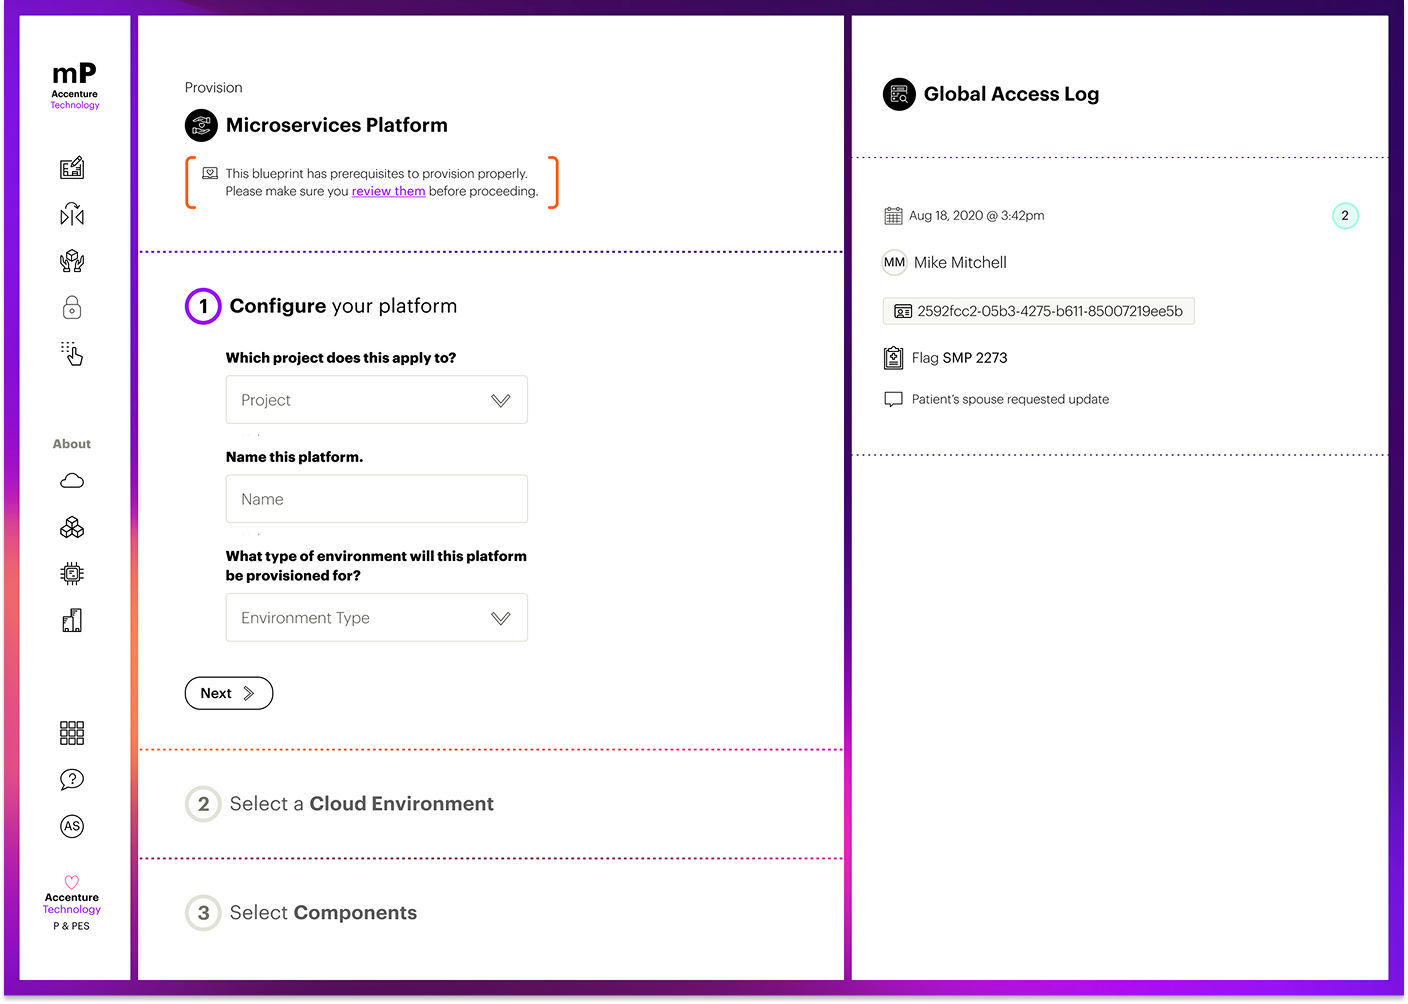 mP
Accenture
Technology
About
AS
Accenture
Technology
P & PES
Provision
Microservices Platform
This blueprint has prerequisites to provision properly.
Please make sure you review them before proceeding.
1 Configure your platform
Which project does this apply to?
Project
Name this platform.
Name
What type of environment will this platform
be provisioned for?
Environment Type
Next
2 Select a Cloud Environment
3 Select Components
Global Access Log
Aug 18, 2020 @ 3:42pm
2
MM Mike Mitchell
2592fcc2-05b3-4275-b611-85007219ee5b
Flag SMP 2273
Patient's spouse requested update